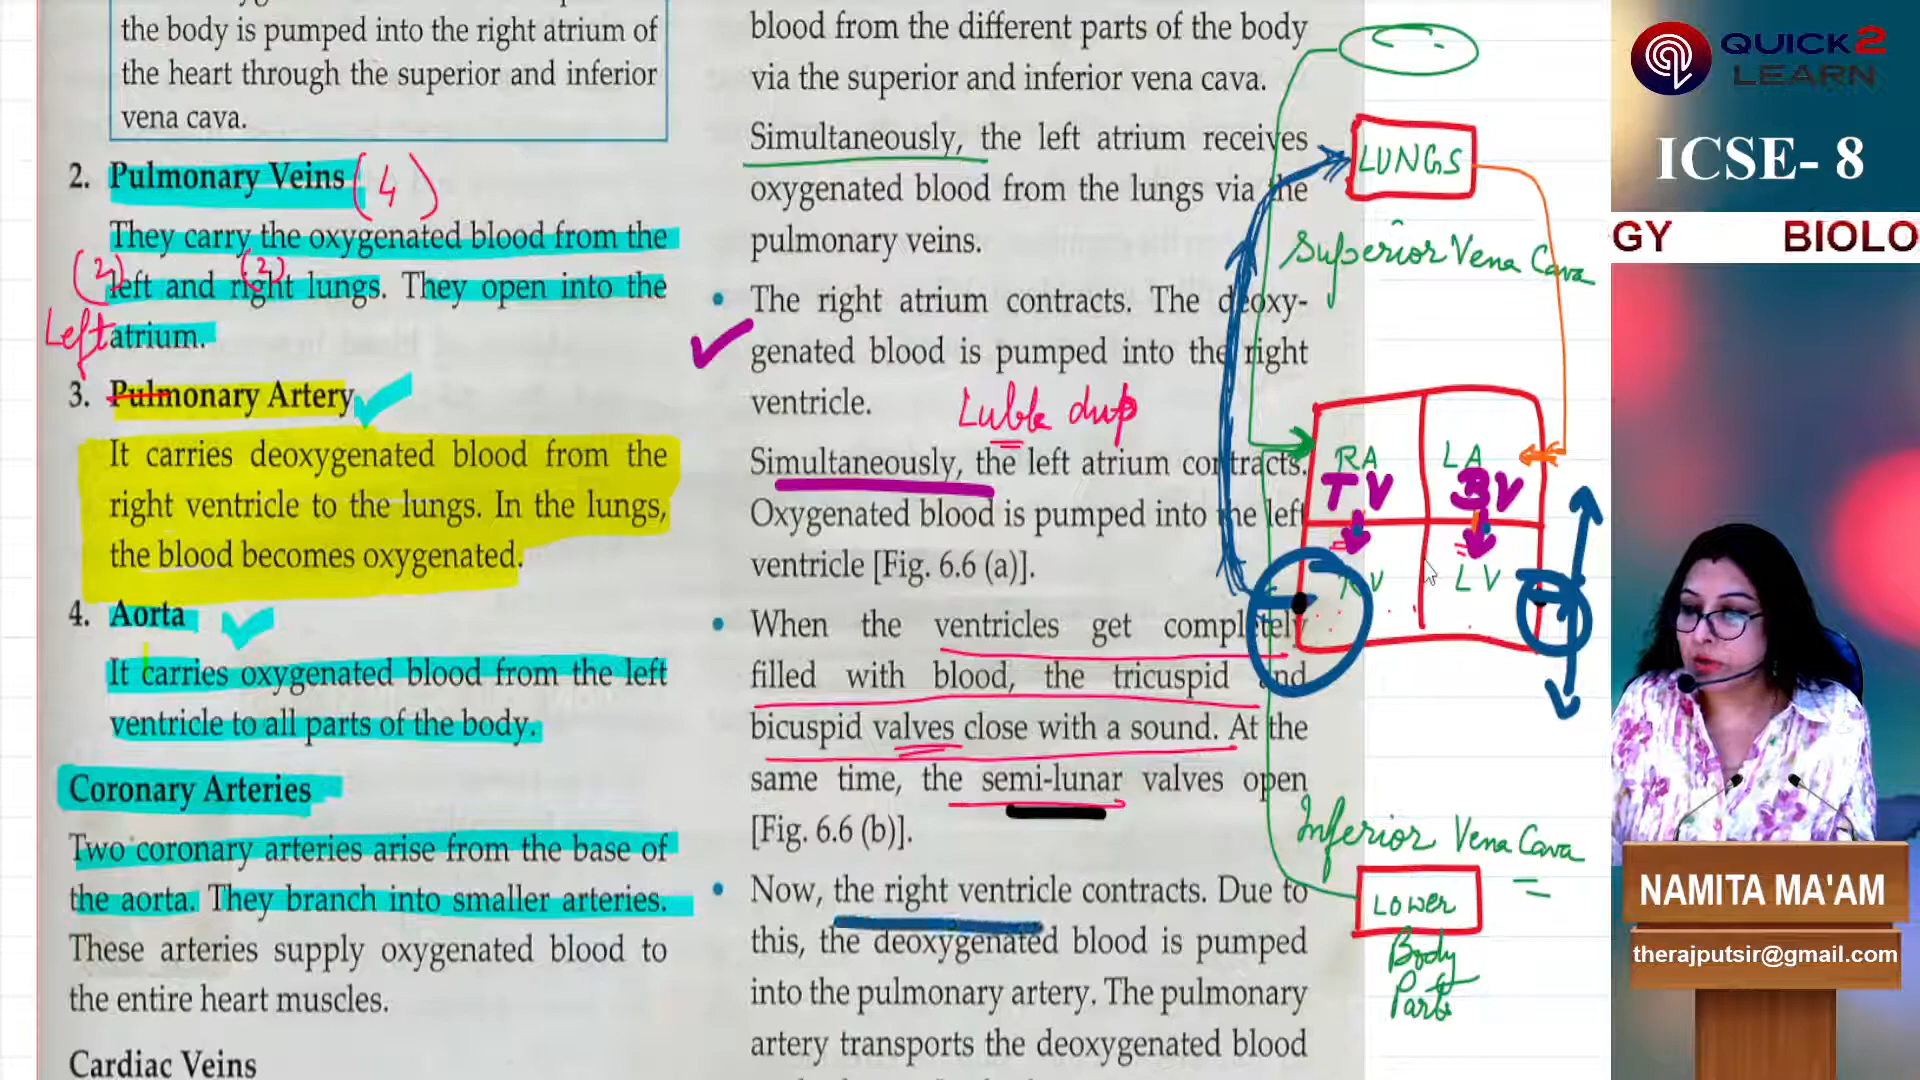 the body is pumped into the right atrium of
the heart through the superior and inferior
vena cava.
2. Pulmonary Veins (4)
They carry the oxygenated blood from the
(2) (2)
left and right lungs. They open into the
Left atrium.
3. Pulmonary Artery
It carries deoxygenated blood from the
right ventricle to the lungs. In the lungs,
the blood becomes oxygenated.
4. Aorta
It carries oxygenated blood from the left
ventricle to all parts of the body.
Coronary Arteries
Two coronary arteries arise from the base of
the aorta. They branch into smaller arteries.
These arteries supply oxygenated blood to
the entire heart muscles.
Cardiac Veins
blood from the different parts of the body
via the superior and inferior vena cava.
Simultaneously, the left atrium receives
oxygenated blood from the lungs via the
pulmonary veins.
• The right atrium contracts. The deoxy-
genated blood is pumped into the right
ventricle.
Lubb dup
Simultaneously, the left atrium contracts.
Oxygenated blood is pumped into the left
ventricle [Fig. 6.6 (a)].
• When the ventricles get completely
filled with blood, the tricuspid and
bicuspid valves close with a sound. At the
same time, the semi-lunar valves open
[Fig. 6.6 (b)].
• Now, the right ventricle contracts. Due to
this, the deoxygenated blood is pumped
into the pulmonary artery. The pulmonary
artery transports the deoxygenated blood
LUNGS
Superior Vena Cava
RA LA
TV BV
RV LV
Inferior Vena Cava
LOWER
Body
Parts
QUICK2
LEARN
ICSE- 8
GY BIOLO
NAMITA MA'AM
therajputsir@gmail.com